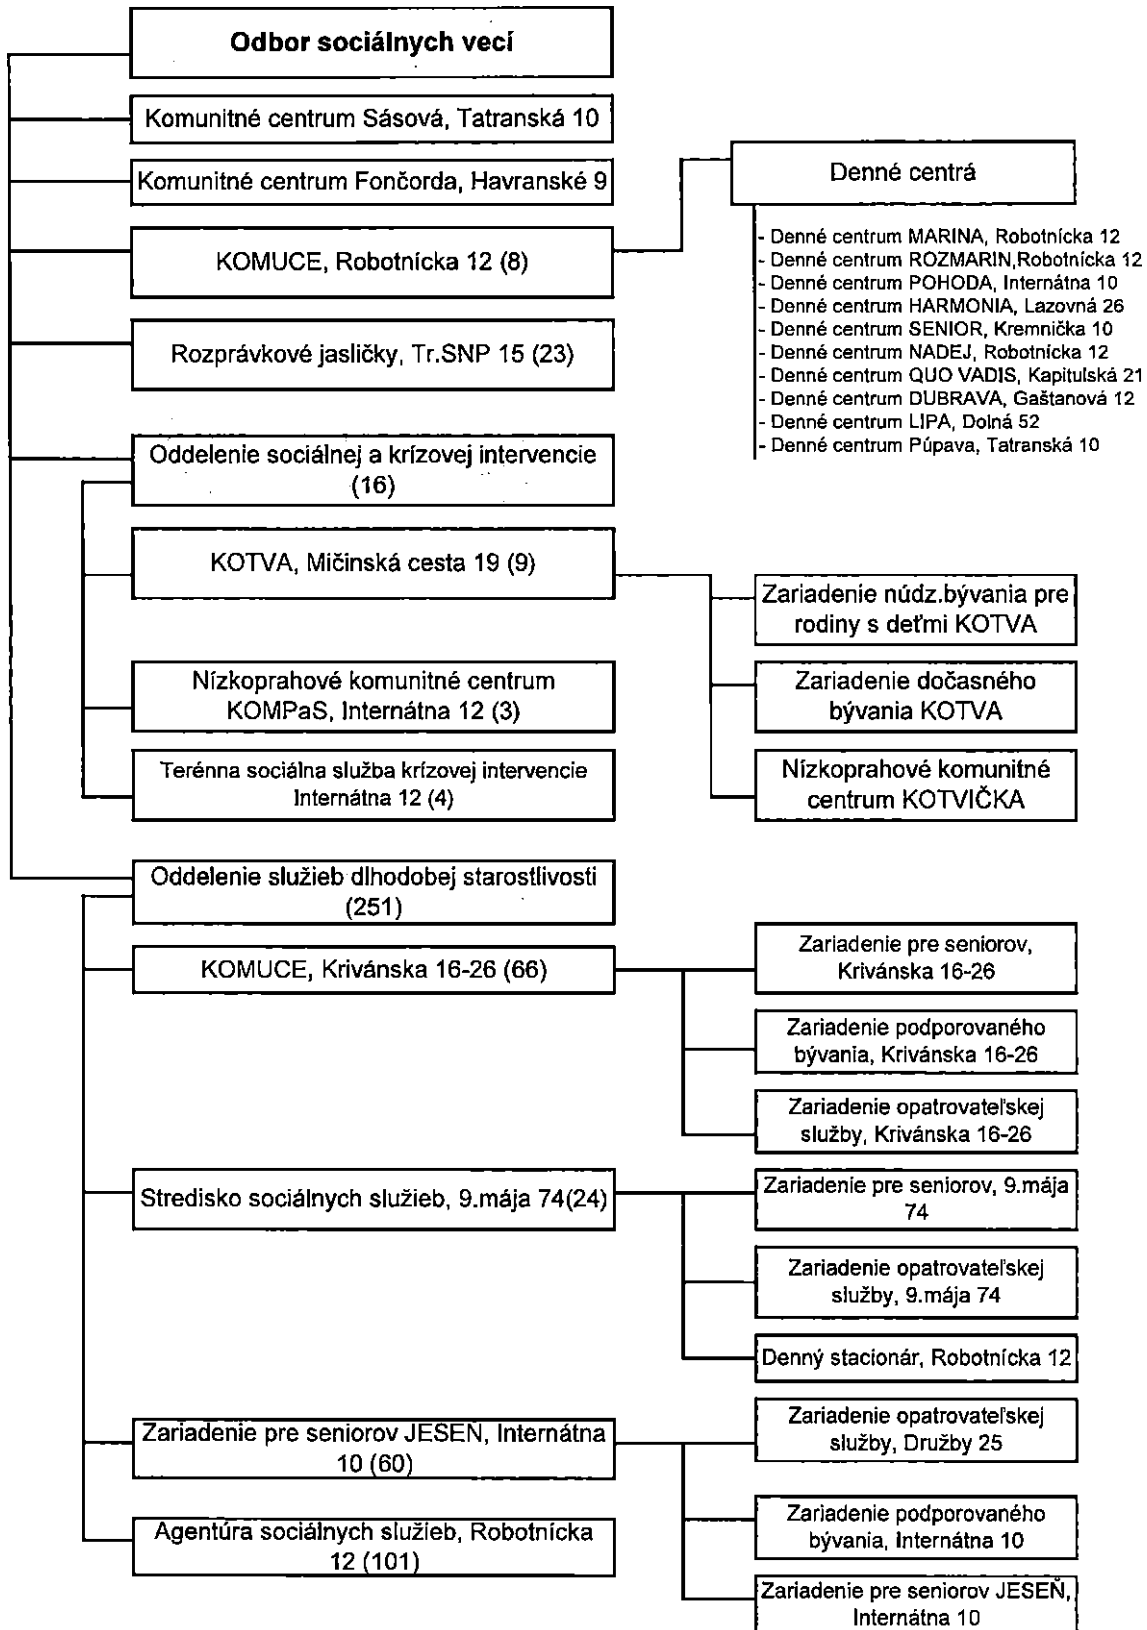 Odbor sociálnych vecí
Komunitné centrum Sásová, Tatranská 10
Komunitné centrum Fončorda, Havranské 9
KOMUCE, Robotnícka 12 (8)
Denné centrá
- Denné centrum MARINA, Robotnícka 12
- Denné centrum ROZMARIN,Robotnícka 12
- Denné centrum POHODA, Internátna 10
- Denné centrum HARMONIA, Lazovná 26
- Denné centrum SENIOR, Kremnička 10
- Denné centrum NADEJ, Robotnícka 12
- Denné centrum QUO VADIS, Kapitulská 21
- Denné centrum DUBRAVA, Gaštanová 12
- Denné centrum LIPA, Dolná 52
- Denné centrum Púpava, Tatranská 10
Rozprávkové jasličky, Tr.SNP 15 (23)
Oddelenie sociálnej a krízovej intervencie
(16)
KOTVA, Mičinská cesta 19 (9)
Zariadenie núdz.bývania pre
rodiny s deťmi KOTVA
Zariadenie dočasného
bývania KOTVA
Nízkoprahové komunitné
centrum KOTVIČKA
Nízkoprahové komunitné centrum
KOMPaS, Internátna 12 (3)
Terénna sociálna služba krízovej intervencie
Internátna 12 (4)
Oddelenie služieb dlhodobej starostlivosti
(251)
KOMUCE, Krivánska 16-26 (66)
Zariadenie pre seniorov,
Krivánska 16-26
Zariadenie podporovaného
bývania, Krivánska 16-26
Zariadenie opatrovateľskej
služby, Krivánska 16-26
Stredisko sociálnych služieb, 9.mája 74(24)
Zariadenie pre seniorov, 9.mája
74
Zariadenie opatrovateľskej
služby, 9.mája 74
Denný stacionár, Robotnícka 12
Zariadenie pre seniorov JESEŇ, Internátna
10 (60)
Zariadenie opatrovateľskej
služby, Družby 25
Zariadenie podporovaného
bývania, Internátna 10
Zariadenie pre seniorov JESEŇ,
Internátna 10
Agentúra sociálnych služieb, Robotnícka
12 (101)